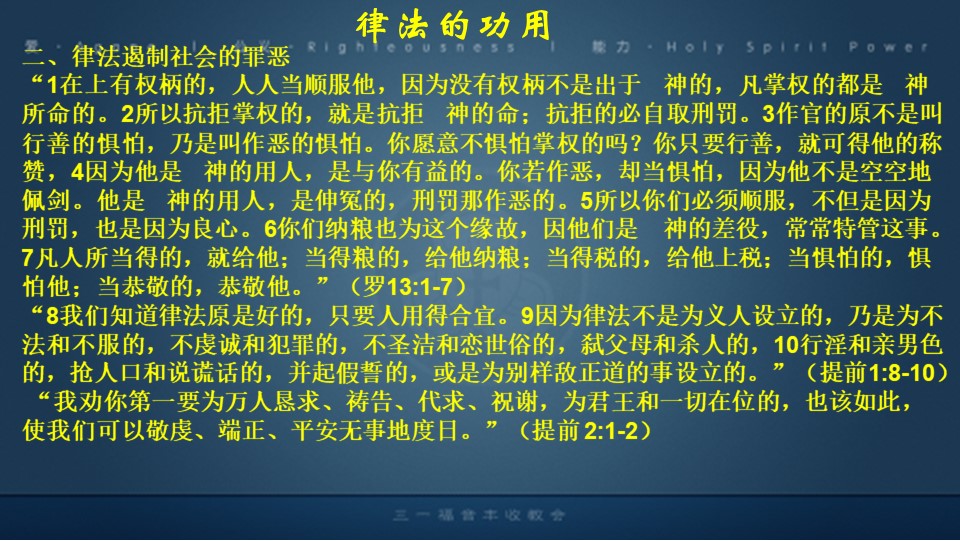 律法的功用
爱·Agape | 公义·Righteousness | 能力·Holy Spirit Power
二、律法遏制社会的罪恶
“1在上有权柄的，人人当顺服他，因为没有权柄不是出于　神的，凡掌权的都是　神
所命的。2所以抗拒掌权的，就是抗拒　神的命；抗拒的必自取刑罚。3作官的原不是叫
行善的惧怕，乃是叫作恶的惧怕。你愿意不惧怕掌权的吗？你只要行善，就可得他的称
赞，4因为他是　神的用人，是与你有益的。你若作恶，却当惧怕，因为他不是空空地
佩剑。他是　神的用人，是伸冤的，刑罚那作恶的。5所以你们必须顺服，不但是因为
刑罚，也是因为良心。6你们纳粮也为这个缘故，因他们是　神的差役，常常特管这事。
7凡人所当得的，就给他；当得粮的，给他纳粮；当得税的，给他上税；当惧怕的，惧
怕他；当恭敬的，恭敬他。”（罗13:1-7）
“8我们知道律法原是好的，只要人用得合宜。9因为律法不是为义人设立的，乃是为不
法和不服的，不虔诚和犯罪的，不圣洁和恋世俗的，弑父母和杀人的，10行淫和亲男色
的，抢人口和说谎话的，并起假誓的，或是为别样敌正道的事设立的。”（提前1:8-10）
“我劝你第一要为万人恳求、祷告、代求、祝谢，为君王和一切在位的，也该如此，
使我们可以敬虔、端正、平安无事地度日。”（提前 2:1-2）
三一福音丰收教会